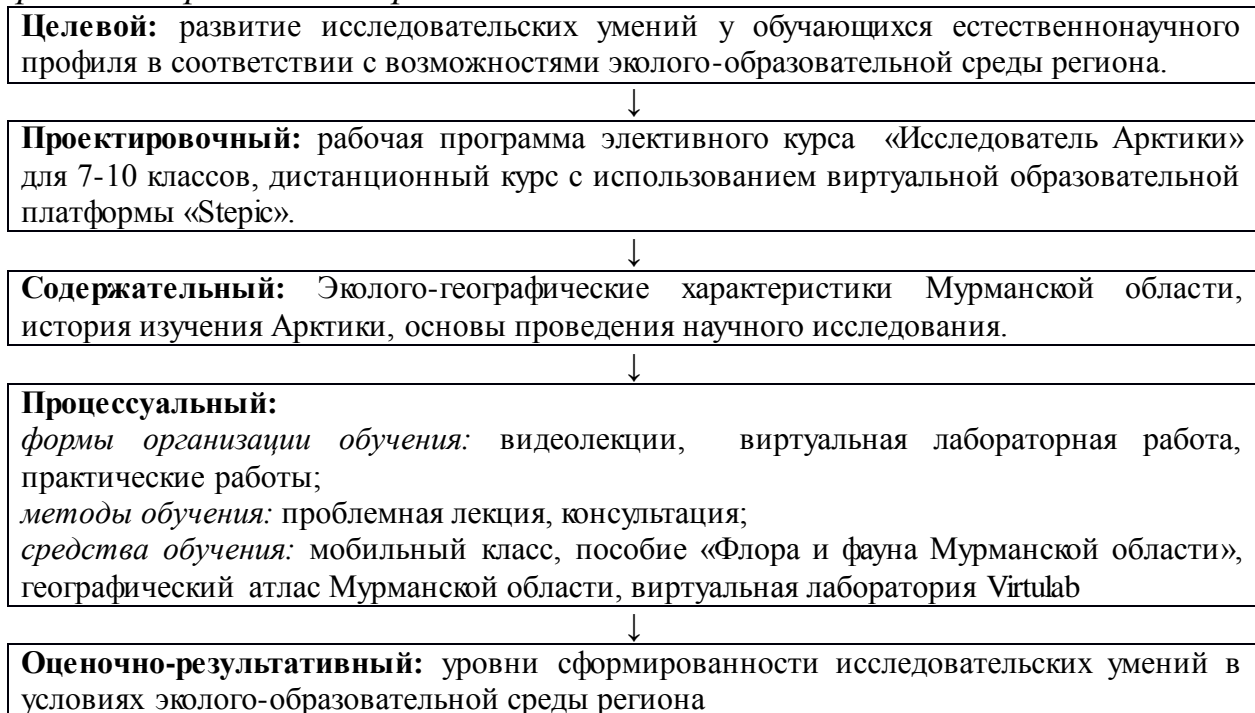 Целевой: развитие исследовательских умений у обучающихся естественнонаучного
профиля в соответствии с возможностями эколого-образовательной среды региона.
↓
Проектировочный: рабочая программа элективного курса «Исследователь Арктики»
для 7-10 классов, дистанционный курс с использованием виртуальной образовательной
платформы «Stepic».
↓
Содержательный: Эколого-географические характеристики Мурманской области,
история изучения Арктики, основы проведения научного исследования.
↓
Процессуальный:
формы организации обучения: видеолекции, виртуальная лабораторная работа,
практические работы;
методы обучения: проблемная лекция, консультация;
средства обучения: мобильный класс, пособие «Флора и фауна Мурманской области»,
географический атлас Мурманской области, виртуальная лаборатория Virtulab
↓
Оценочно-результативный: уровни сформированности исследовательских умений в
условиях эколого-образовательной среды региона